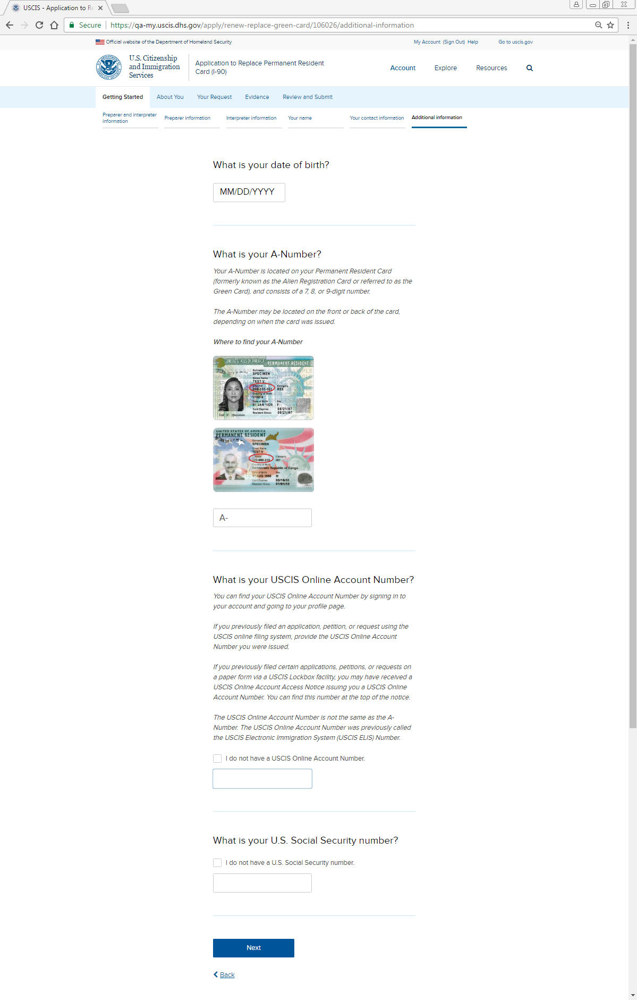 USCIS - Application to Re
Secure
https://qa-my.uscis.dhs.gov/apply/renew-replace-green-card/106026/additional-information
Official website of the Department of Homeland Security
My Account (Sign Out) Help
Go to uscis.gov
U.S. Citizenship
and Immigration
Services
Application to Replace Permanent Resident
Card (I-90)
Account
Explore
Resources
Getting Started
About You
Your Request
Evidence
Review and Submit
Preparer and interpreter
information
Preparer information
Interpreter information
Your name
Your contact information
Additional information
What is your date of birth?
MM/DD/YYYY
What is your A-Number?
Your A-Number is located on your Permanent Resident Card
(formerly known as the Alien Registration Card or referred to as the
Green Card), and consists of a 7, 8, or 9-digit number.
The A-Number may be located on the front or back of the card,
depending on when the card was issued.
Where to find your A-Number
UNITED STATES OF AMERICA
PERMANENT RESIDENT
Surname
SPECIMEN
Given Name
TEST V
USCIS#
Category
000-000-001
RE8
Country of Birth
Utopia
Date of Birth
Sex
01 JAN 1920
F
Card Expires:
08/21/07
Resident Since:
08/21/07
Test V. Specimen
UNITED STATES OF AMERICA
PERMANENT RESIDENT
Surname
SPECIMEN
Given Name
TEST V
USCIS#
Category
000-000-318
IR1
Country of Birth
Democratic Republic of Congo
Date of Birth
Sex
17 AUG 1958
M
Card Expires
05/10/11
Resident Since:
01/01/10
A-
What is your USCIS Online Account Number?
You can find your USCIS Online Account Number by signing in to
your account and going to your profile page.
If you previously filed an application, petition, or request using the
USCIS online filing system, provide the USCIS Online Account
Number you were issued.
If you previously filed certain applications, petitions, or requests on
a paper form via a USCIS Lockbox facility, you may have received a
USCIS Online Account Access Notice issuing you a USCIS Online
Account Number. You can find this number at the top of the notice.
The USCIS Online Account Number is not the same as the A-
Number. The USCIS Online Account Number was previously called
the USCIS Electronic Immigration System (USCIS ELIS) Number.
I do not have a USCIS Online Account Number.
What is your U.S. Social Security number?
I do not have a U.S. Social Security number.
Next
Back